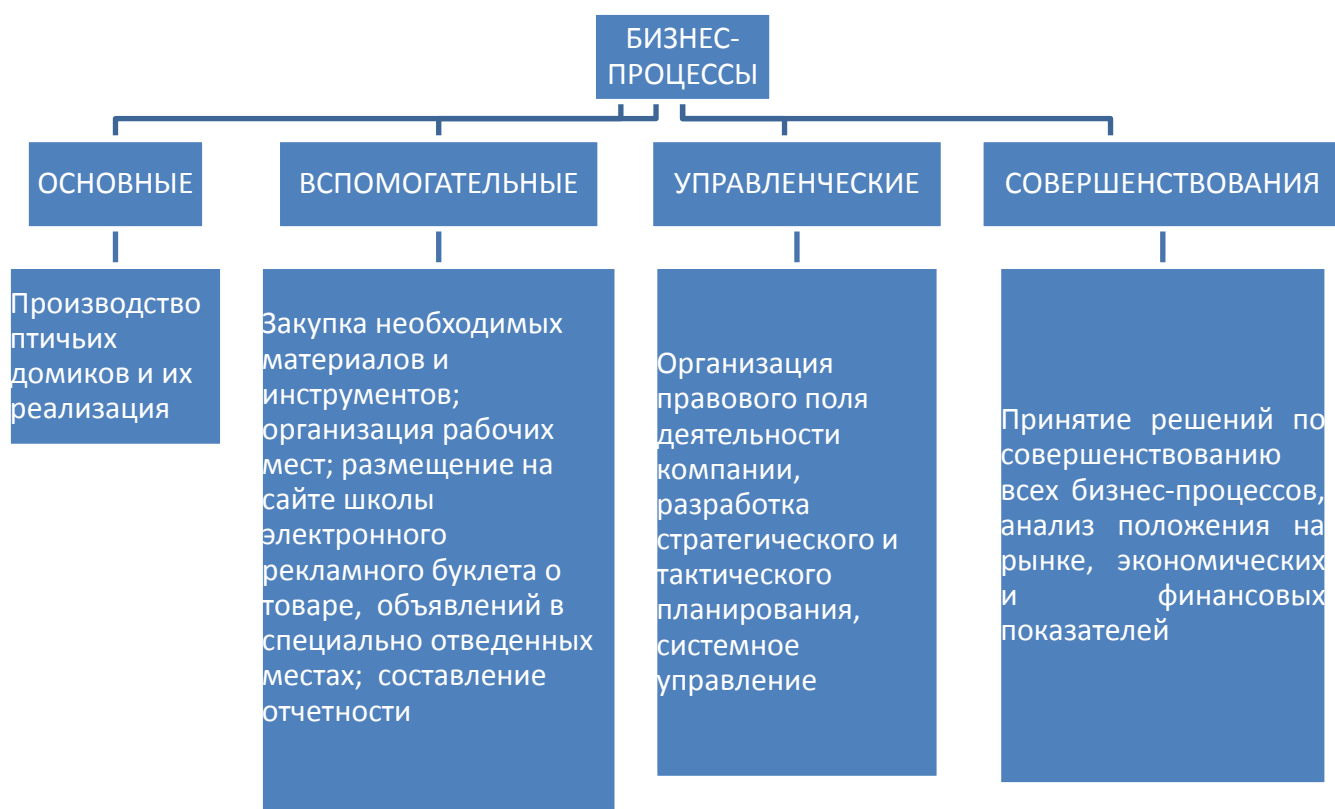 БИЗНЕС-
ПРОЦЕССЫ
ОСНОВНЫЕ
ВСПОМОГАТЕЛЬНЫЕ
УПРАВЛЕНЧЕСКИЕ
СОВЕРШЕНСТВОВАНИЯ
Производство
птичьих
домиков и их
реализация
Закупка необходимых
материалов и
инструментов;
организация рабочих
мест; размещение на
сайте школы
электронного
рекламного буклета о
товаре, объявлений в
специально отведенных
местах; составление
отчетности
Организация
правового поля
деятельности
компании,
разработка
стратегического и
тактического
планирования,
системное
управление
Принятие решений по
совершенствованию
всех бизнес-процессов,
анализ положения на
рынке, экономических
и финансовых
показателей